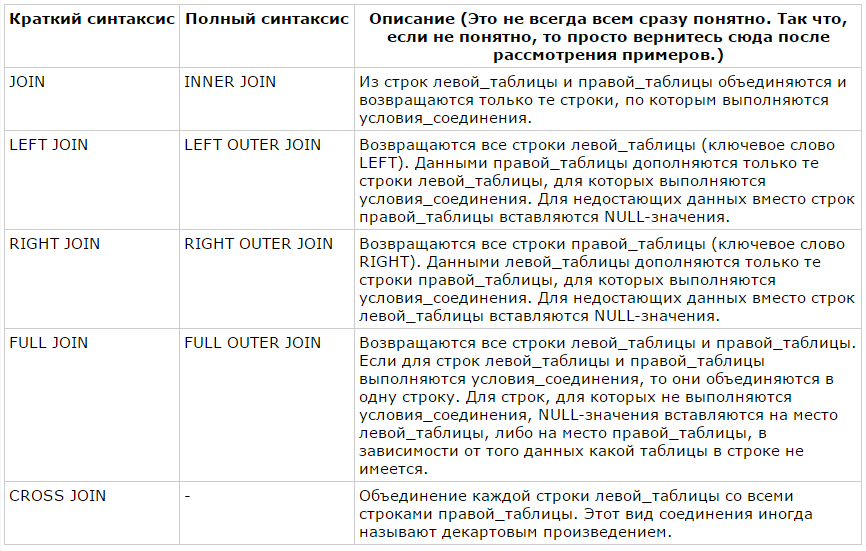 Краткий синтаксис
Полный синтаксис
Описание (Это не всегда всем сразу понятно. Так что,
если не понятно, то просто вернитесь сюда после
рассмотрения примеров.)
JOIN
INNER JOIN
Из строк левой_таблицы и правой_таблицы объединяются и
возвращаются только те строки, по которым выполняются
условия_соединения.
LEFT JOIN
LEFT OUTER JOIN
Возвращаются все строки левой_таблицы (ключевое слово
LEFT). Данными правой_таблицы дополняются только те
строки левой_таблицы, для которых выполняются
условия_соединения. Для недостающих данных вместо строк
правой_таблицы вставляются NULL-значения.
RIGHT JOIN
RIGHT OUTER JOIN
Возвращаются все строки правой_таблицы (ключевое слово
RIGHT). Данными левой_таблицы дополняются только те
строки правой_таблицы, для которых выполняются
условия_соединения. Для недостающих данных вместо строк
левой_таблицы вставляются NULL-значения.
FULL JOIN
FULL OUTER JOIN
Возвращаются все строки левой_таблицы и правой_таблицы.
Если для строк левой_таблицы и правой_таблицы
выполняются условия_соединения, то они объединяются в
одну строку. Для строк, для которых не выполняются
условия_соединения, NULL-значения вставляются на место
левой_таблицы, либо на место правой_таблицы, в
зависимости от того данных какой таблицы в строке не
имеется.
CROSS JOIN
-
Объединение каждой строки левой_таблицы со всеми
строками правой_таблицы. Этот вид соединения иногда
называют декартовым произведением.